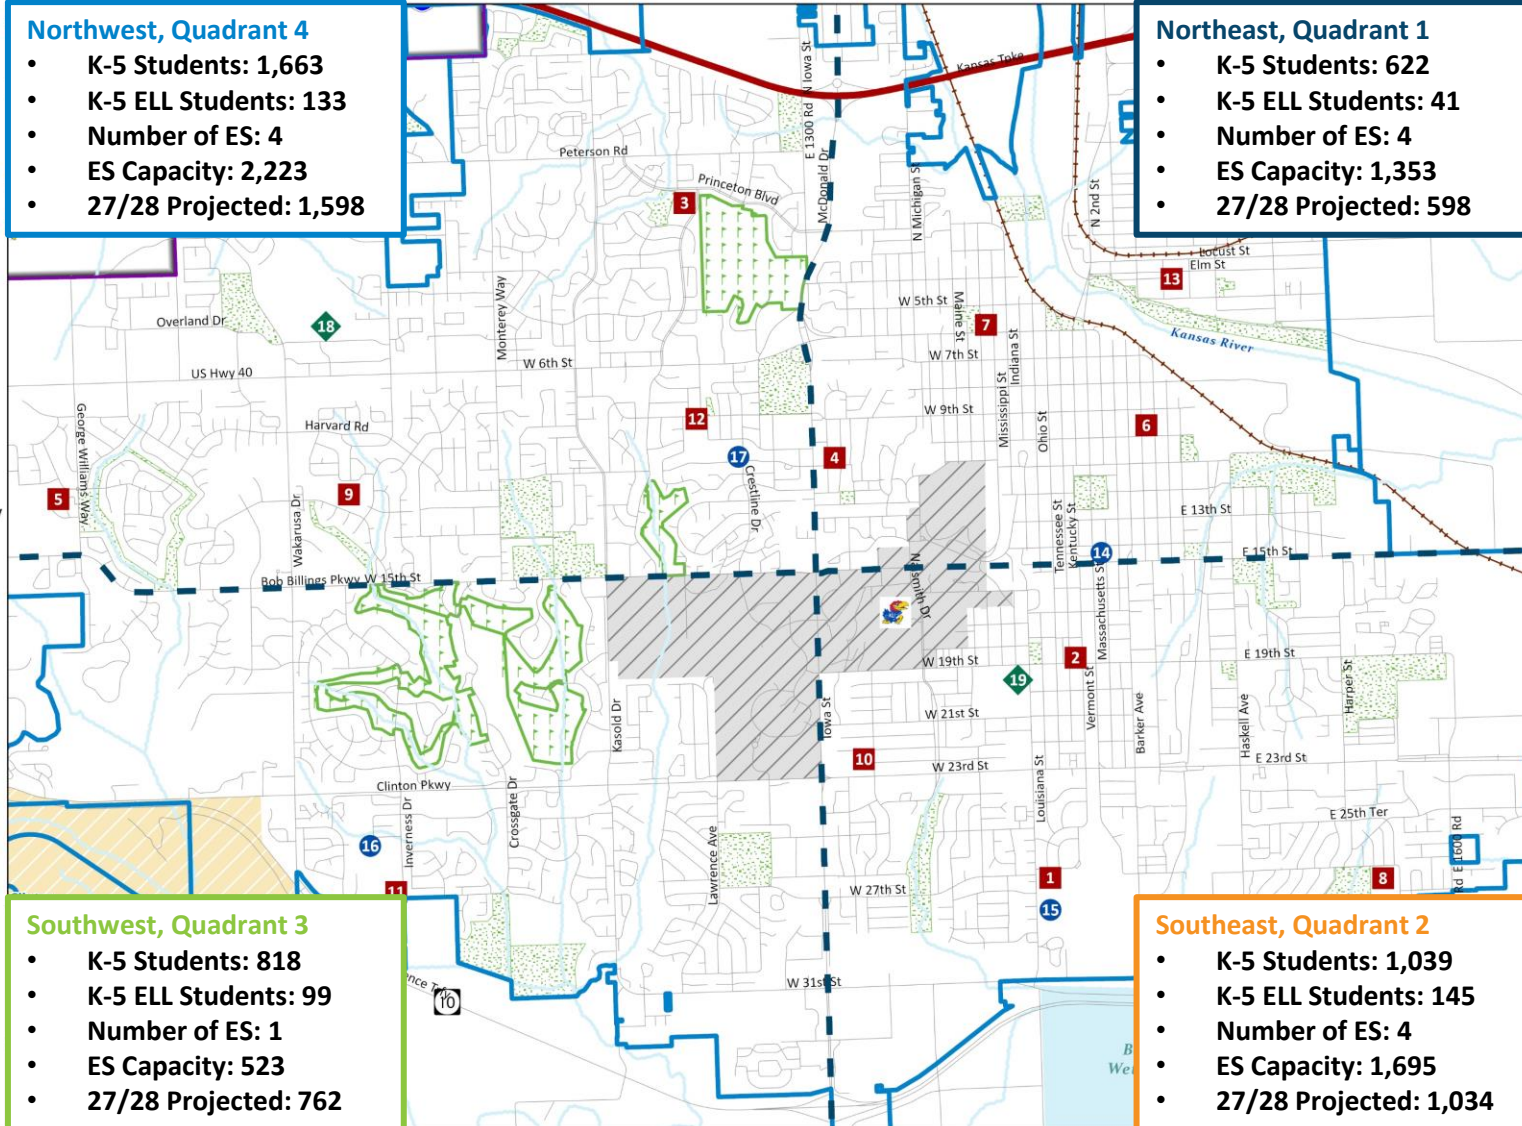 Northwest, Quadrant 4
• K-5 Students: 1,663
• K-5 ELL Students: 133
• Number of ES: 4
• ES Capacity: 2,223
• 27/28 Projected: 1,598
Northeast, Quadrant 1
• K-5 Students: 622
• K-5 ELL Students: 41
• Number of ES: 4
• ES Capacity: 1,353
• 27/28 Projected: 598
N Iowa St
E 1300 Rd
Kansas Tpke
Peterson Rd
Princeton Blvd
McDonald Dr
N Michigan St
N 2nd St
3
Locust St
Elm St
13
Monterey Way
W 5th St
Maine St
7
Overland Dr
18
Kansas River
W 7th St
Indiana St
US Hwy 40
W 6th St
Mississippi St
W 9th St
Ohio St
12
6
George Williams Way
Harvard Rd
17
4
Crestline Dr
5
9
Wakarusa Dr
E 13th St
Tennessee St
Kentucky St
14
E 15th St
Bob Billings Pkwy
W 15th St
Naismith Dr
Massachusetts St
W 19th St
2
E 19th St
19
Harper St
Kasold Dr
Iowa St
W 21st St
Vermont St
Barker Ave
Haskell Ave
10
W 23rd St
E 23rd St
Clinton Pkwy
Louisiana St
Crossgate Dr
Inverness Dr
E 25th Ter
16
Lawrence Ave
E 1600 Rd
Rd
11
W 27th St
1
8
15
Southwest, Quadrant 3
• K-5 Students: 818
• K-5 ELL Students: 99
• Number of ES: 1
• ES Capacity: 523
• 27/28 Projected: 762
10
W 31st St
Southeast, Quadrant 2
• K-5 Students: 1,039
• K-5 ELL Students: 145
• Number of ES: 4
• ES Capacity: 1,695
• 27/28 Projected: 1,034